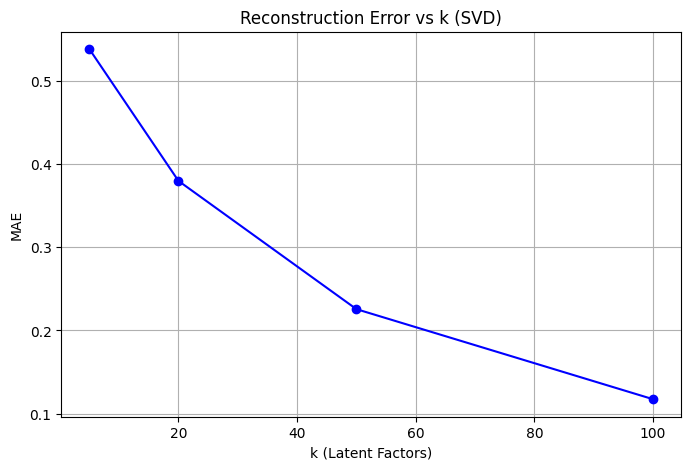 Reconstruction Error vs k (SVD)
MAE
0.5
0.4
0.3
0.2
0.1
20 40 60 80 100
k (Latent Factors)